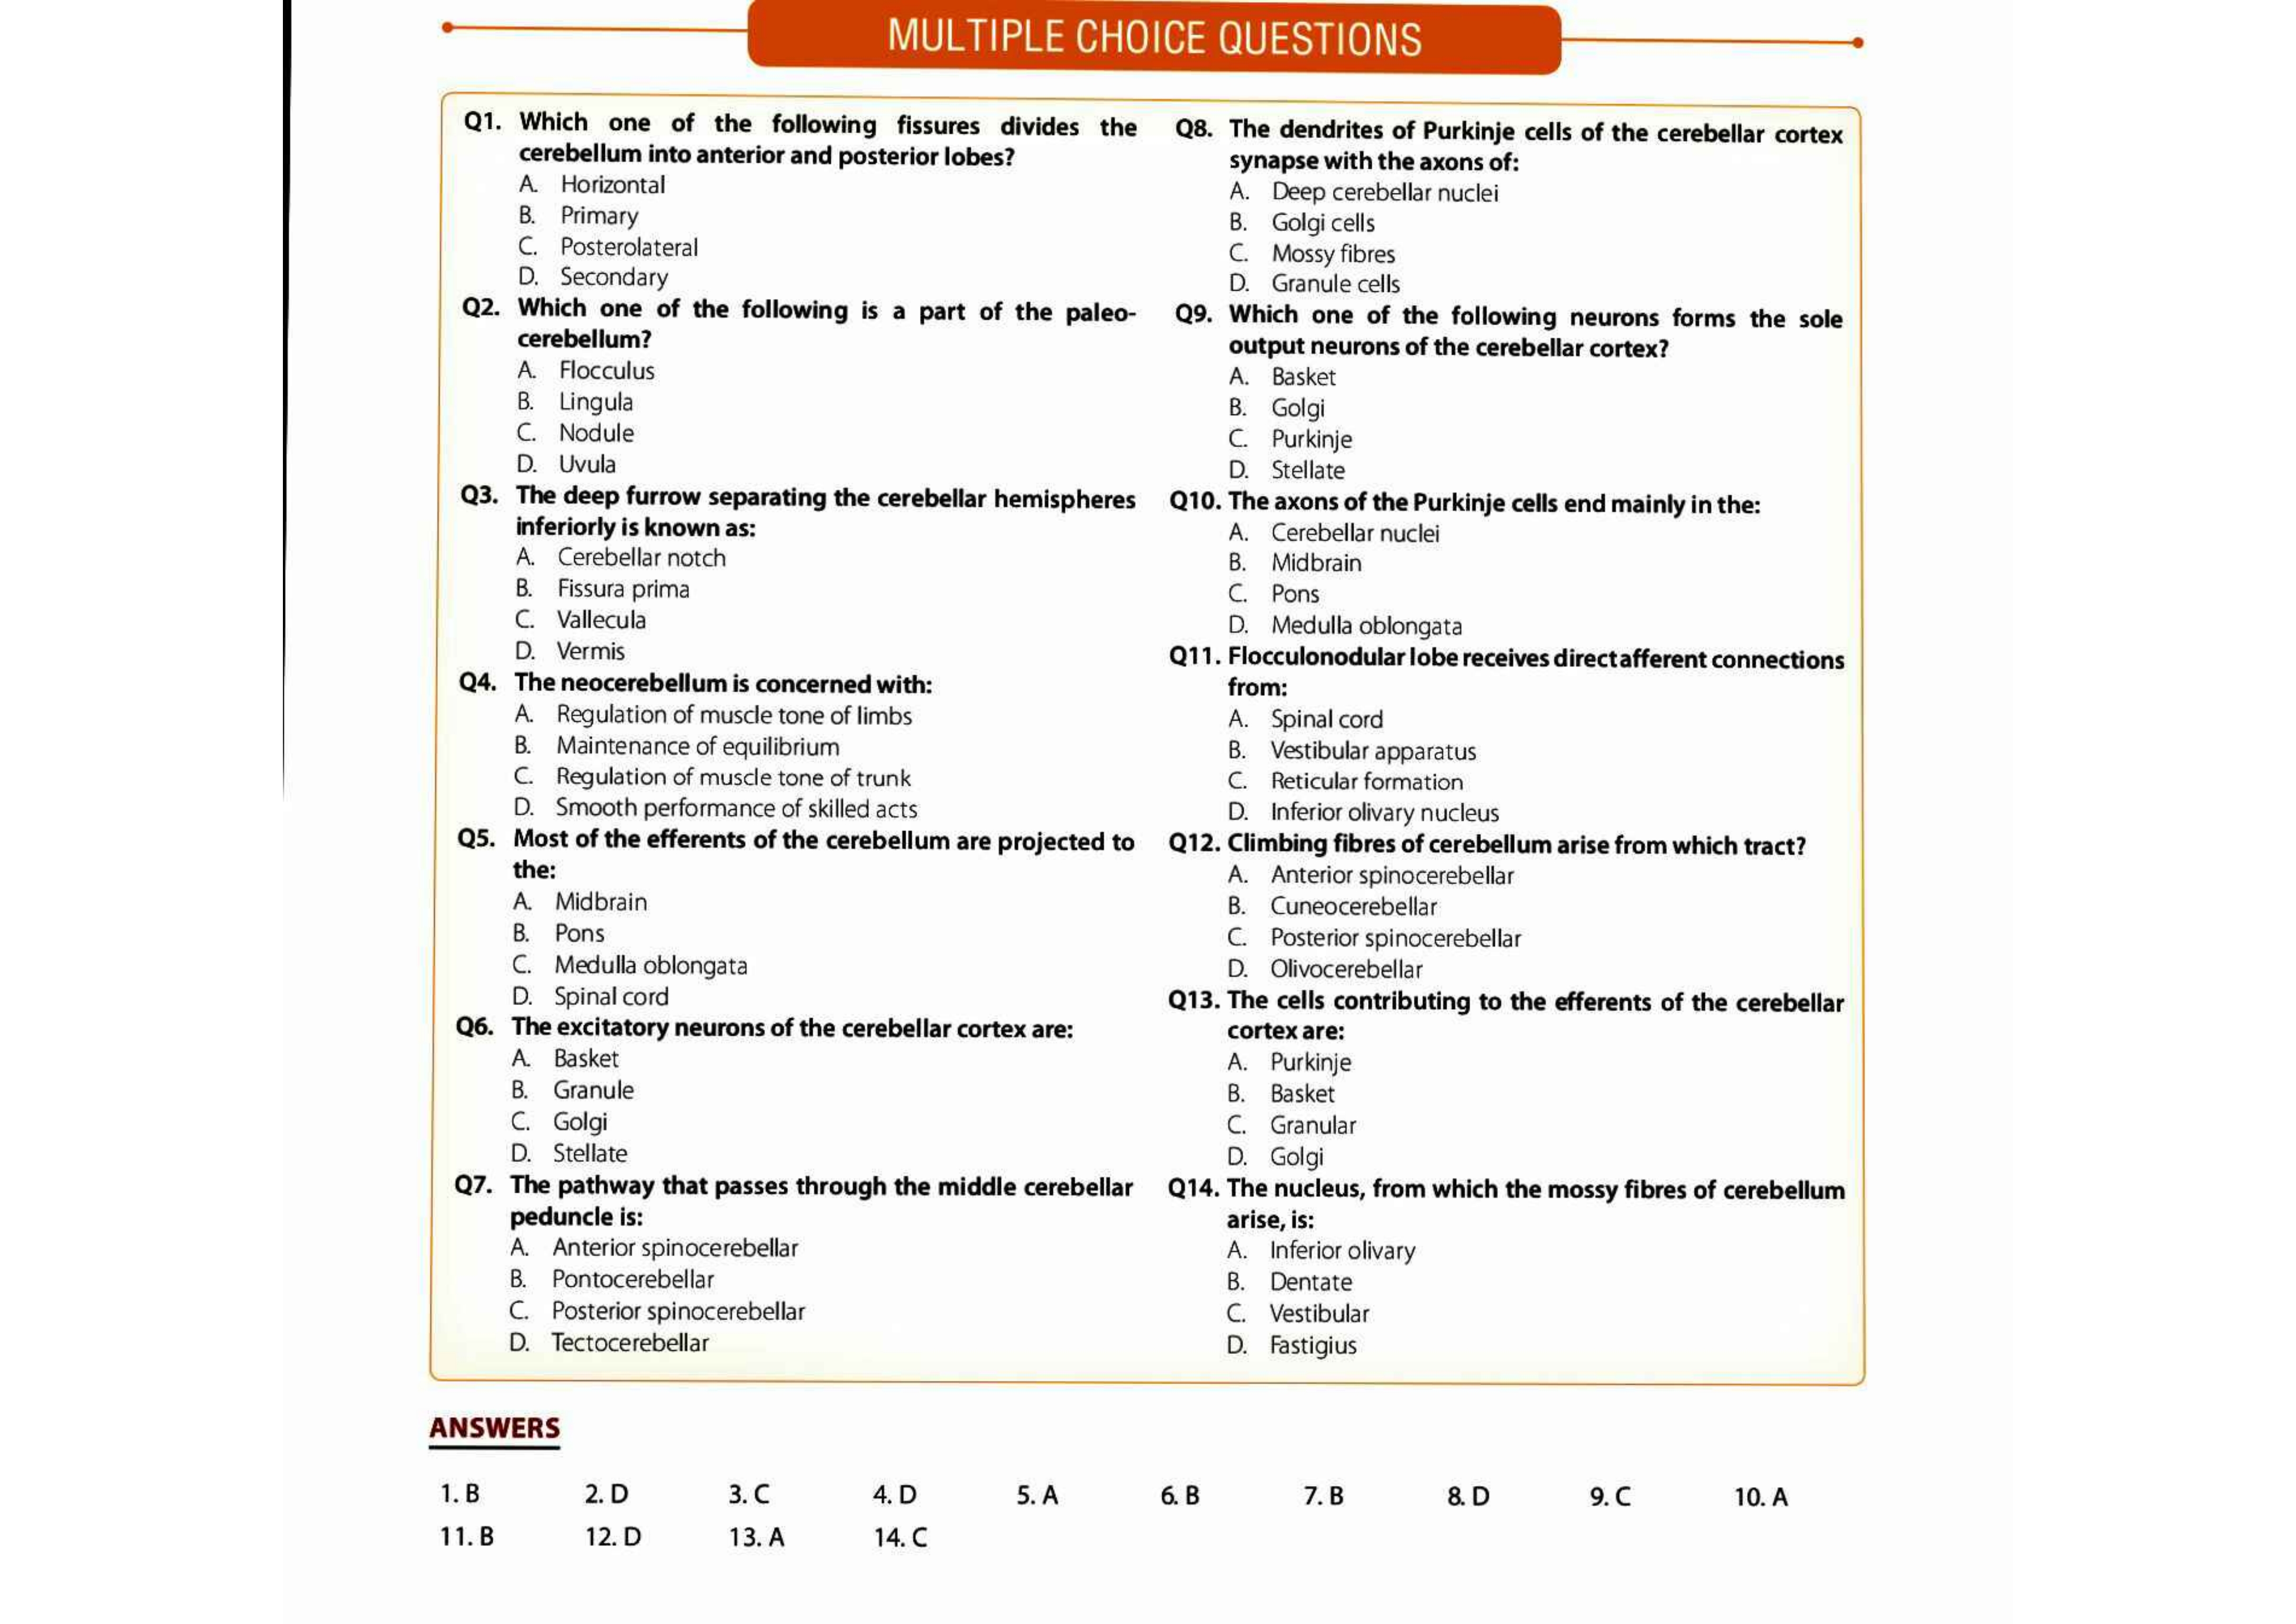 MULTIPLE CHOICE QUESTIONS
Q1. Which one of the following fissures divides the
cerebellum into anterior and posterior lobes?
A. Horizontal
B. Primary
C. Posterolateral
D. Secondary
Q2. Which one of the following is a part of the paleo-
cerebellum?
A. Flocculus
B. Lingula
C. Nodule
D. Uvula
Q3. The deep furrow separating the cerebellar hemispheres
inferiorly is known as:
A. Cerebellar notch
B. Fissura prima
C. Vallecula
D. Vermis
Q4. The neocerebellum is concerned with:
A. Regulation of muscle tone of limbs
B. Maintenance of equilibrium
C. Regulation of muscle tone of trunk
D. Smooth performance of skilled acts
Q5. Most of the efferents of the cerebellum are projected to
the:
A. Midbrain
B. Pons
C. Medulla oblongata
D. Spinal cord
Q6. The excitatory neurons of the cerebellar cortex are:
A. Basket
B. Granule
C. Golgi
D. Stellate
Q7. The pathway that passes through the middle cerebellar
peduncle is:
A. Anterior spinocerebellar
B. Pontocerebellar
C. Posterior spinocerebellar
D. Tectocerebellar
Q8. The dendrites of Purkinje cells of the cerebellar cortex
synapse with the axons of:
A. Deep cerebellar nuclei
B. Golgi cells
C. Mossy fibres
D. Granule cells
Q9. Which one of the following neurons forms the sole
output neurons of the cerebellar cortex?
A. Basket
B. Golgi
C. Purkinje
D. Stellate
Q10. The axons of the Purkinje cells end mainly in the:
A. Cerebellar nuclei
B. Midbrain
C. Pons
D. Medulla oblongata
Q11. Flocculonodular lobe receives direct afferent connections
from:
A. Spinal cord
B. Vestibular apparatus
C. Reticular formation
D. Inferior olivary nucleus
Q12. Climbing fibres of cerebellum arise from which tract?
A. Anterior spinocerebellar
B. Cuneocerebellar
C. Posterior spinocerebellar
D. Olivocerebellar
Q13. The cells contributing to the efferents of the cerebellar
cortex are:
A. Purkinje
B. Basket
C. Granular
D. Golgi
Q14. The nucleus, from which the mossy fibres of cerebellum
arise, is:
A. Inferior olivary
B. Dentate
C. Vestibular
D. Fastigius
ANSWERS
1. B 2. D 3. C 4. D 5. A 6. B 7. B 8. D 9. C 10. A
11. B 12. D 13. A 14. C